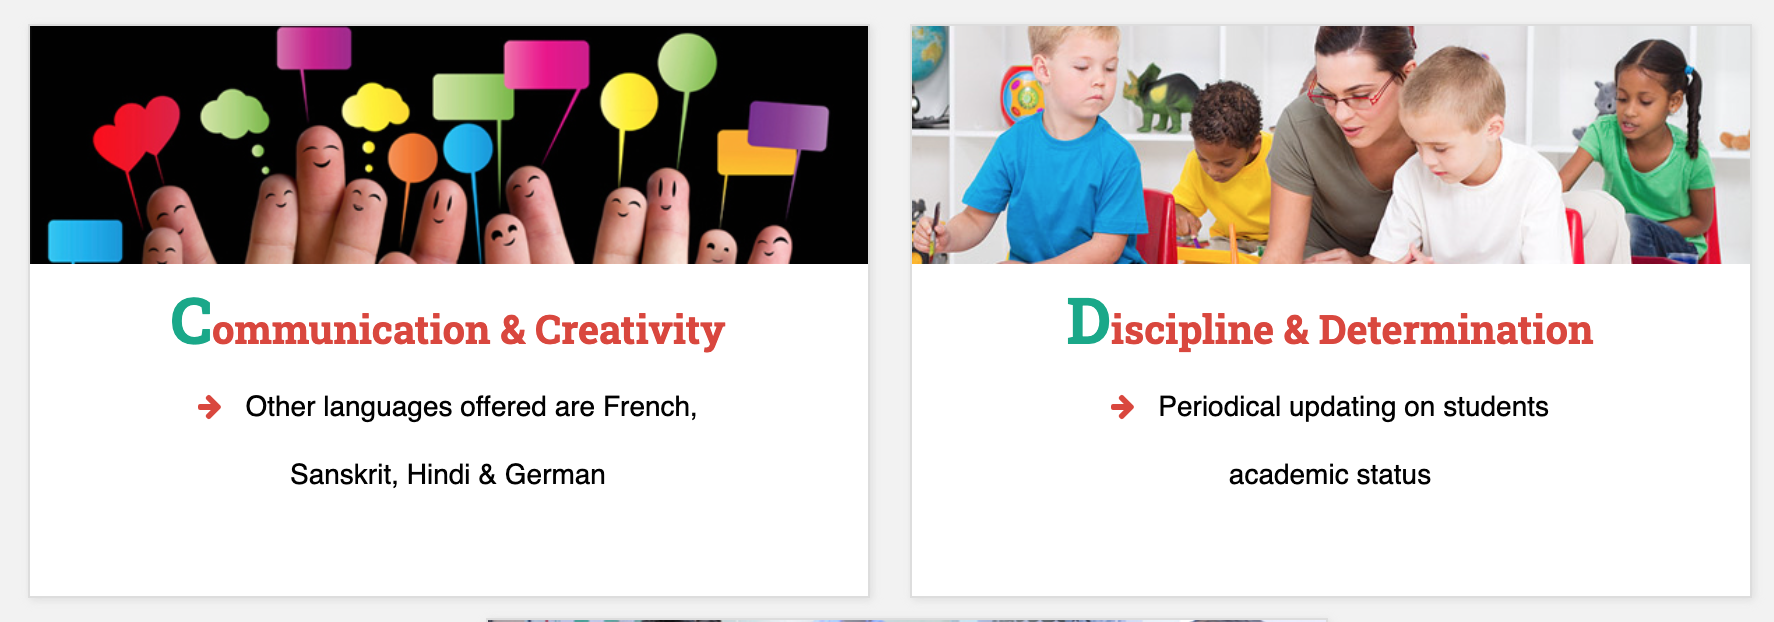 Communication & Creativity
Other languages offered are French,
Sanskrit, Hindi & German
Discipline & Determination
Periodical updating on students
academic status